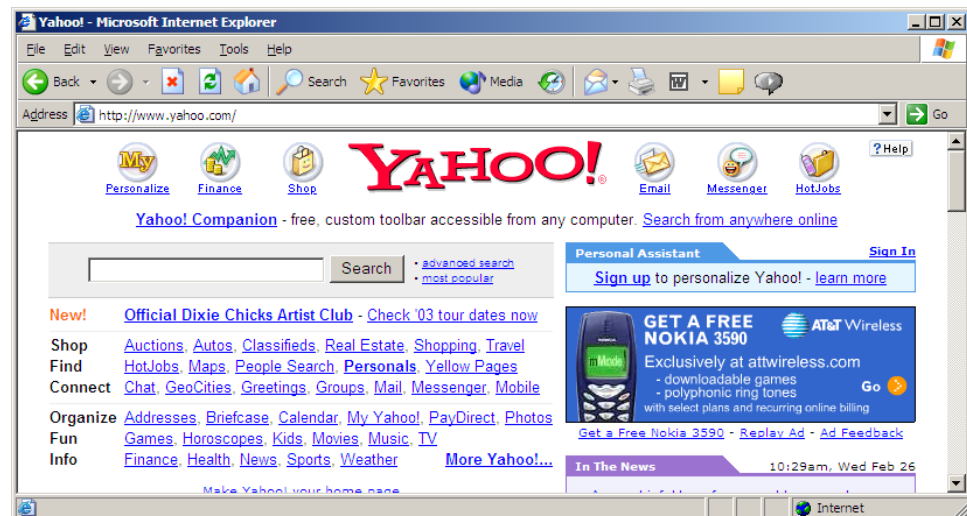 Yahoo! - Microsoft Internet Explorer
File Edit View Favorites Tools Help
Back Search Favorites Media
Address http://www.yahoo.com/ Go
My YAHOO! ? Help
Personalize Finance Shop Email Messenger HotJobs
Yahoo! Companion - free, custom toolbar accessible from any computer. Search from anywhere online
Search
· advanced search
· most popular
New! Official Dixie Chicks Artist Club - Check '03 tour dates now
Shop Auctions, Autos, Classifieds, Real Estate, Shopping, Travel
Find HotJobs, Maps, People Search, Personals, Yellow Pages
Connect Chat, GeoCities, Greetings, Groups, Mail, Messenger, Mobile
Organize Addresses, Briefcase, Calendar, My Yahoo!, PayDirect, Photos
Fun Games, Horoscopes, Kids, Movies, Music, TV
Info Finance, Health, News, Sports, Weather More Yahoo!...
Make Yahoo! your home page
Personal Assistant Sign In
Sign up to personalize Yahoo! - learn more
GET A FREE
NOKIA 3590
AT&T Wireless
mMode
Exclusively at attwireless.com
- downloadable games
- polyphonic ring tones
Go
with select plans and recurring online billing
Get a Free Nokia 3590 - Replay Ad - Ad Feedback
In The News 10:29am, Wed Feb 26
Internet